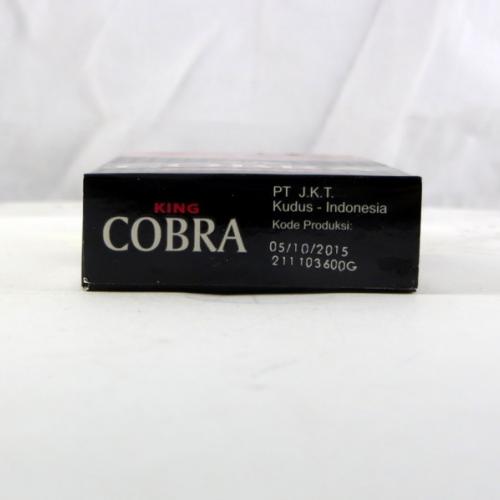 KING
COBRA
PT J.K.T.
Kudus - Indonesia
Kode Produksi:
05/10/2015
211103600G